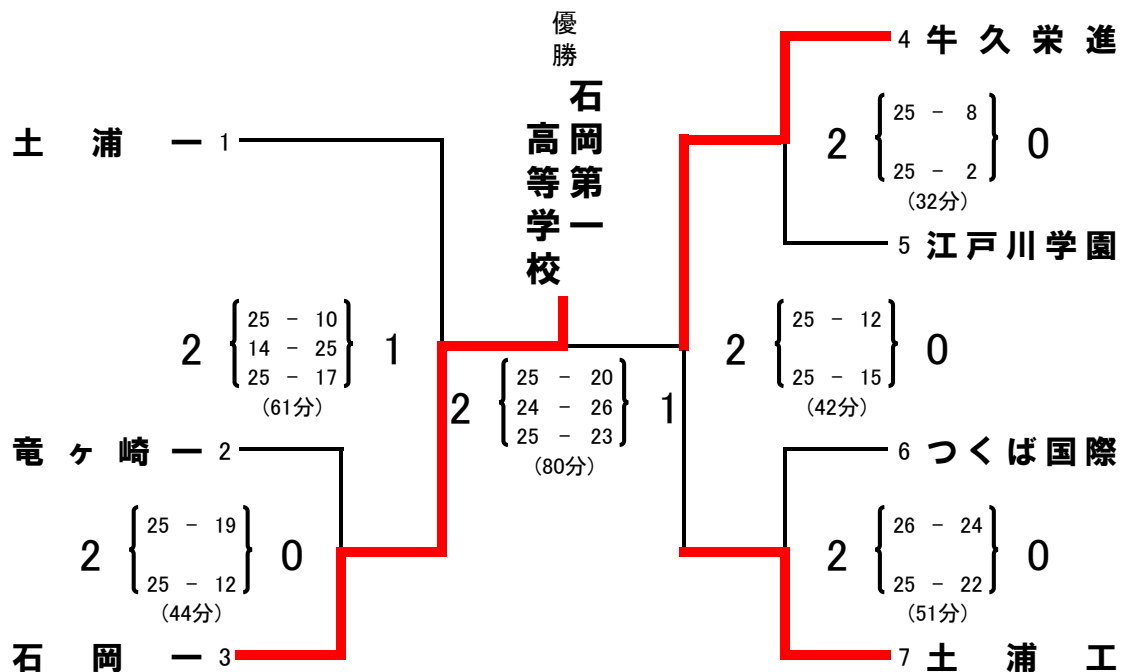 優勝
石岡第一
高等学校
土浦一 1
2 25 - 10 1
14 - 25
25 - 17
(61分)
竜ヶ崎一 2
2 25 - 19 0
25 - 12
(44分)
石岡一 3
2 25 - 20 1
24 - 26
25 - 23
(80分)
4 牛久栄進
2 25 - 8 0
25 - 2
(32分)
5 江戸川学園
2 25 - 12 0
25 - 15
(42分)
6 つくば国際
2 26 - 24 0
25 - 22
(51分)
7 土浦工